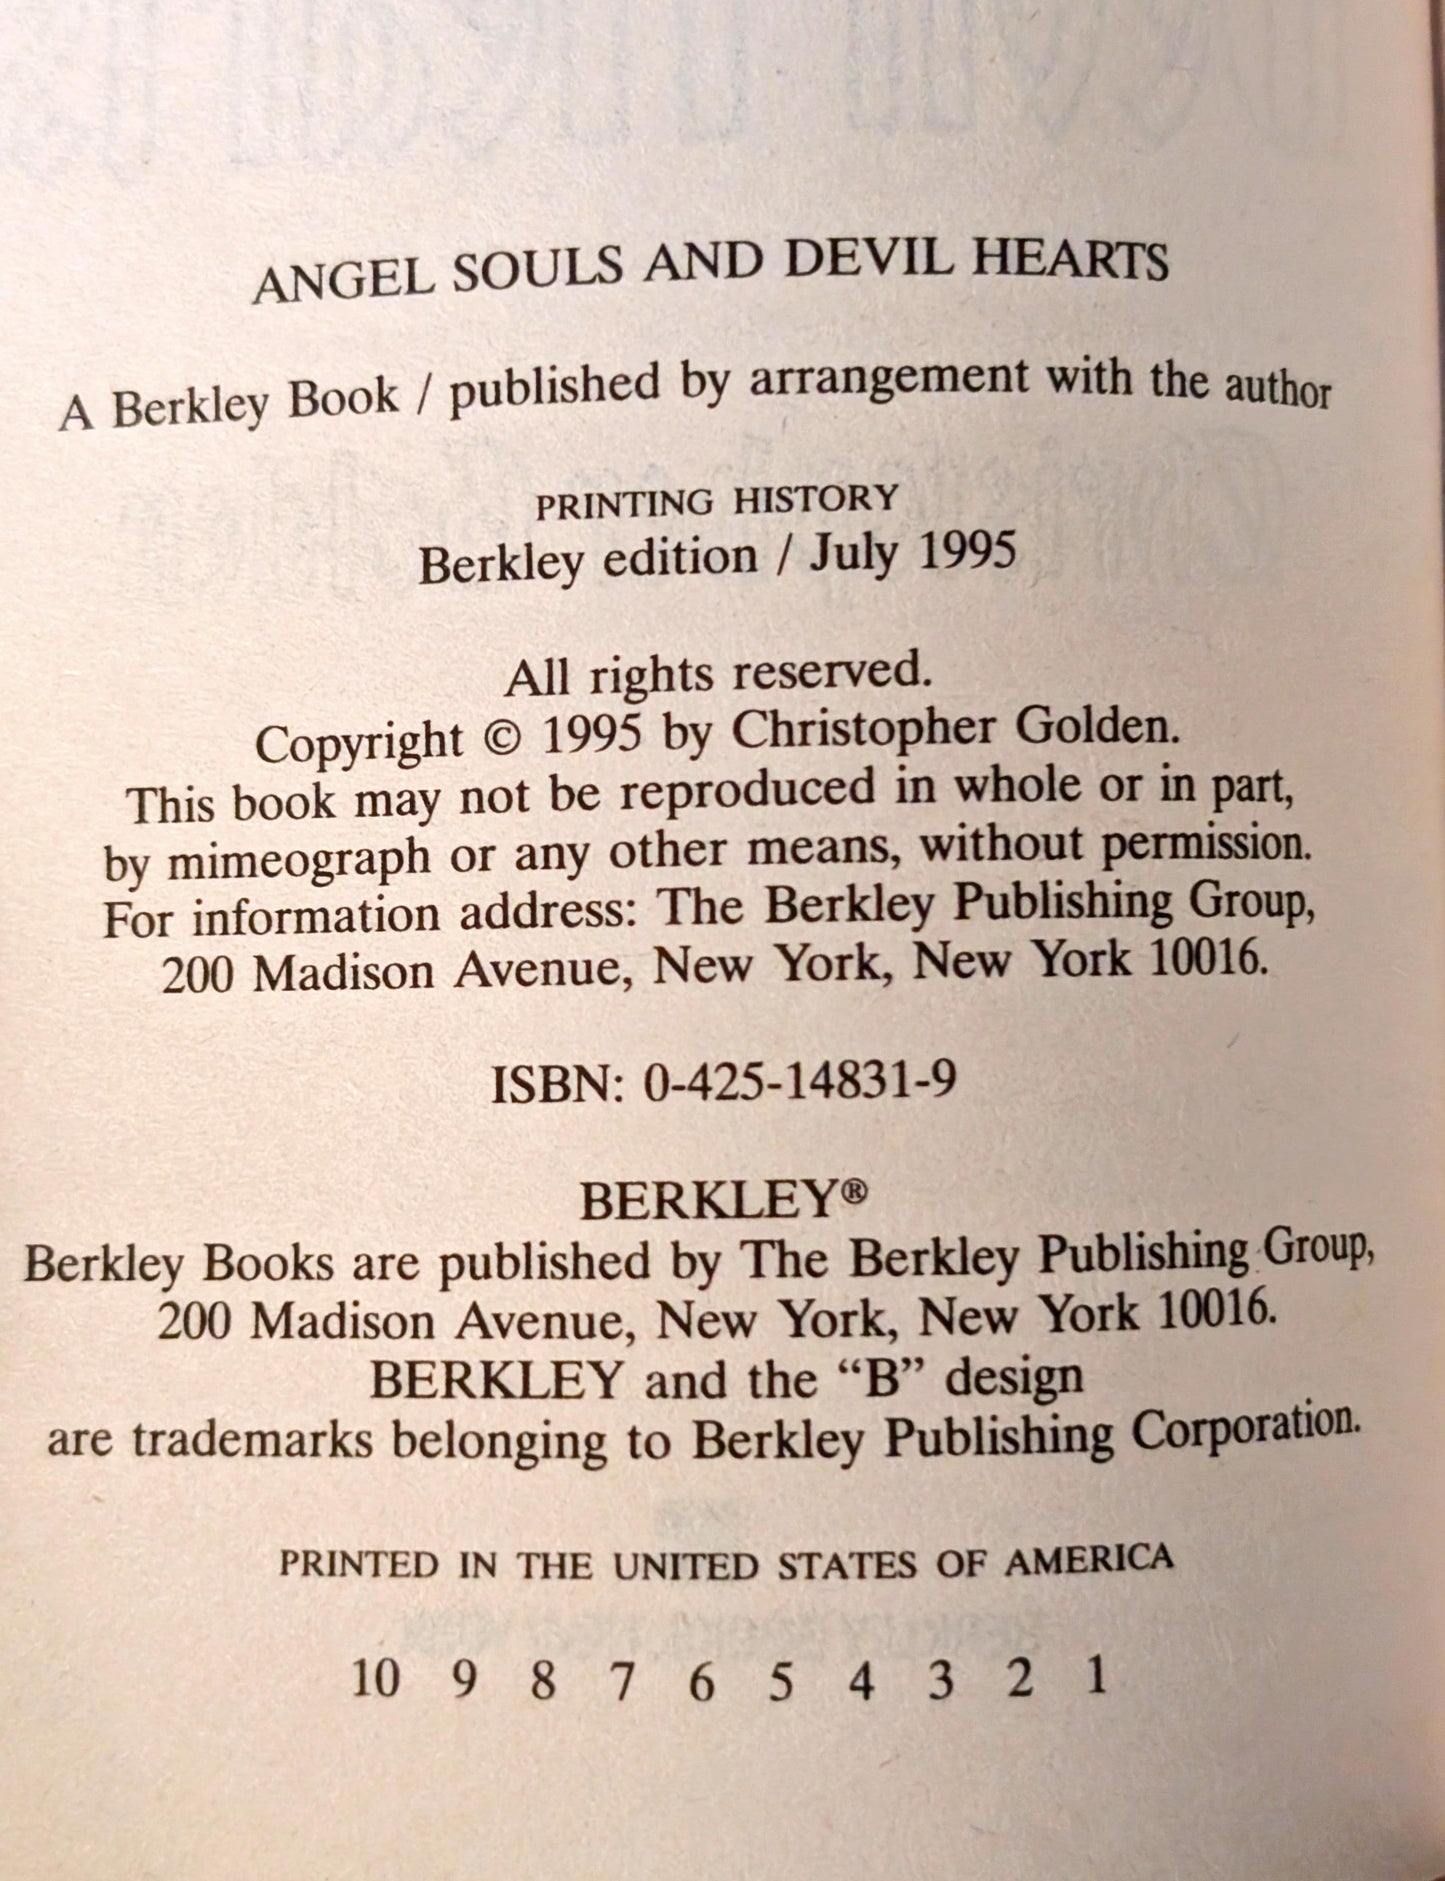 ANGEL SOULS AND DEVIL HEARTS
A Berkley Book / published by arrangement with the author
PRINTING HISTORY
Berkley edition / July 1995
All rights reserved.
Copyright © 1995 by Christopher Golden.
This book may not be reproduced in whole or in part,
by mimeograph or any other means, without permission.
For information address: The Berkley Publishing Group,
200 Madison Avenue, New York, New York 10016.
ISBN: 0-425-14831-9
BERKLEY®
Berkley Books are published by The Berkley Publishing Group,
200 Madison Avenue, New York, New York 10016.
BERKLEY and the “B” design
are trademarks belonging to Berkley Publishing Corporation.
PRINTED IN THE UNITED STATES OF AMERICA
10 9 8 7 6 5 4 3 2 1